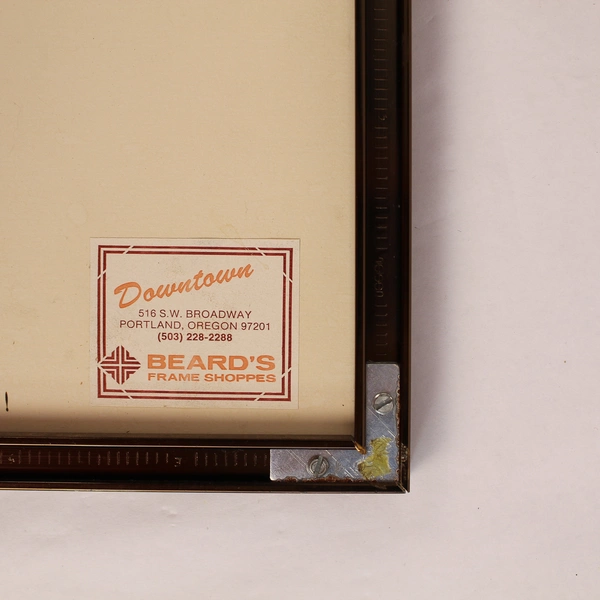 Downtown
516 S.W. BROADWAY
PORTLAND, OREGON 97201
(503) 228-2288
BEARD'S
FRAME SHOPPES